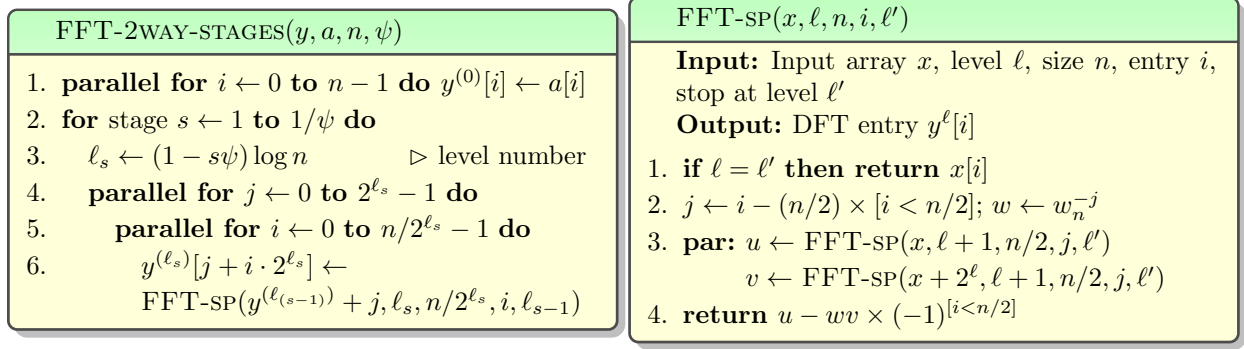 FFT-2WAY-STAGES(y, a, n, ψ)
1. parallel for i ← 0 to n − 1 do y^{(0)}[i] ← a[i]
2. for stage s ← 1 to 1/ψ do
3. ℓ_s ← (1 − sψ) log n ▷ level number
4. parallel for j ← 0 to 2^{ℓ_s} − 1 do
5. parallel for i ← 0 to n/2^{ℓ_s} − 1 do
6. y^{(ℓ_s)}[j + i · 2^{ℓ_s}] ←
FFT-SP(y^{(ℓ_{(s−1)})} + j, ℓ_s, n/2^{ℓ_s}, i, ℓ_{s−1})
FFT-SP(x, ℓ, n, i, ℓ′)
Input: Input array x, level ℓ, size n, entry i,
stop at level ℓ′
Output: DFT entry y^ℓ[i]
1. if ℓ = ℓ′ then return x[i]
2. j ← i − (n/2) × [i < n/2]; w ← w_n^{−j}
3. par: u ← FFT-SP(x, ℓ + 1, n/2, j, ℓ′)
v ← FFT-SP(x + 2^ℓ, ℓ + 1, n/2, j, ℓ′)
4. return u − wv × (−1)^{[i<n/2]}